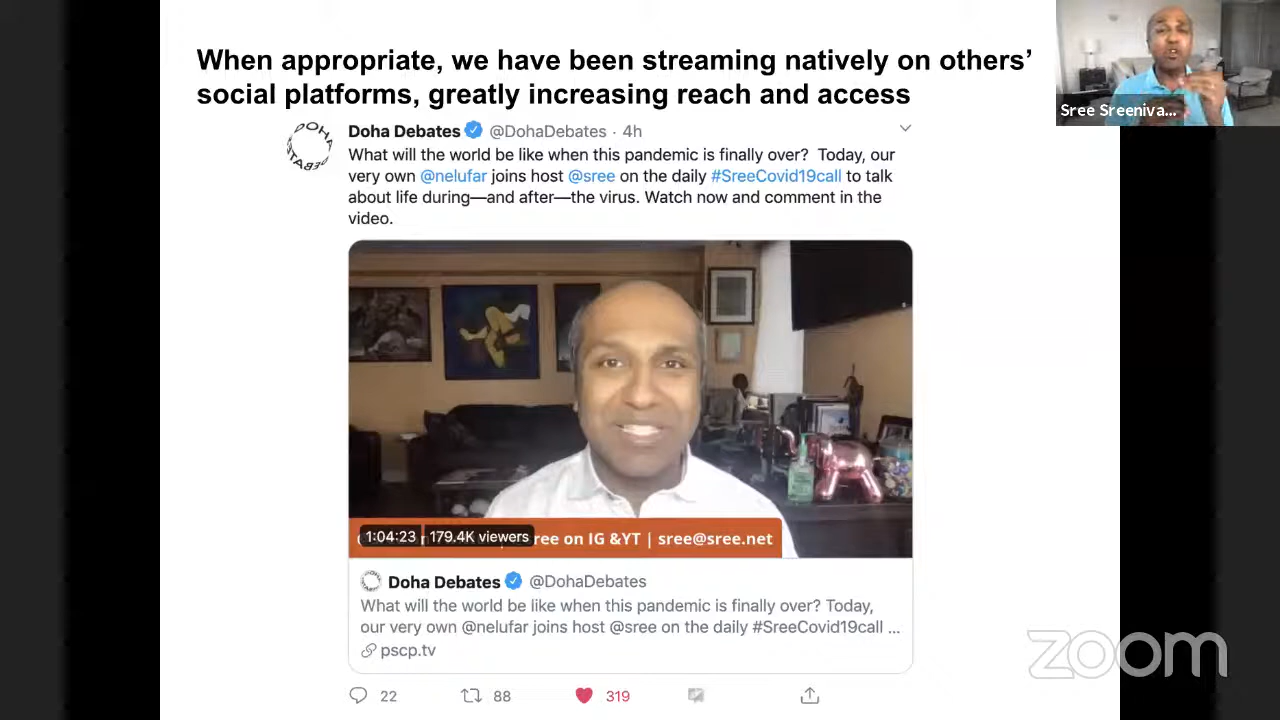 When appropriate, we have been streaming natively on others’
social platforms, greatly increasing reach and access
Sree Sreeniva...
DOHA
DEBATES
Doha Debates @DohaDebates · 4h
What will the world be like when this pandemic is finally over? Today, our
very own @nelufar joins host @sree on the daily #SreeCovid19call to talk
about life during—and after—the virus. Watch now and comment in the
video.
1:04:23 179.4K viewers
ree on IG &YT | sree@sree.net
Doha Debates @DohaDebates
What will the world be like when this pandemic is finally over? Today,
our very own @nelufar joins host @sree on the daily #SreeCovid19call ...
pscp.tv
22 88 319
zoom